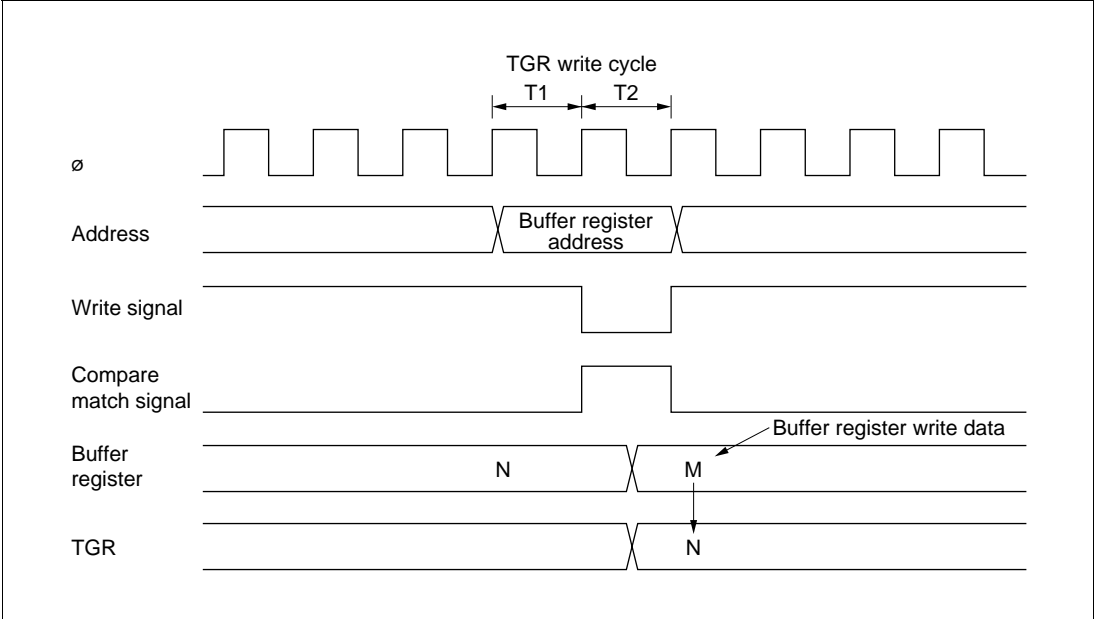 TGR write cycle
T1 T2
ø
Address
Buffer register
address
Write signal
Compare
match signal
Buffer register write data
Buffer
register
N M
TGR
N